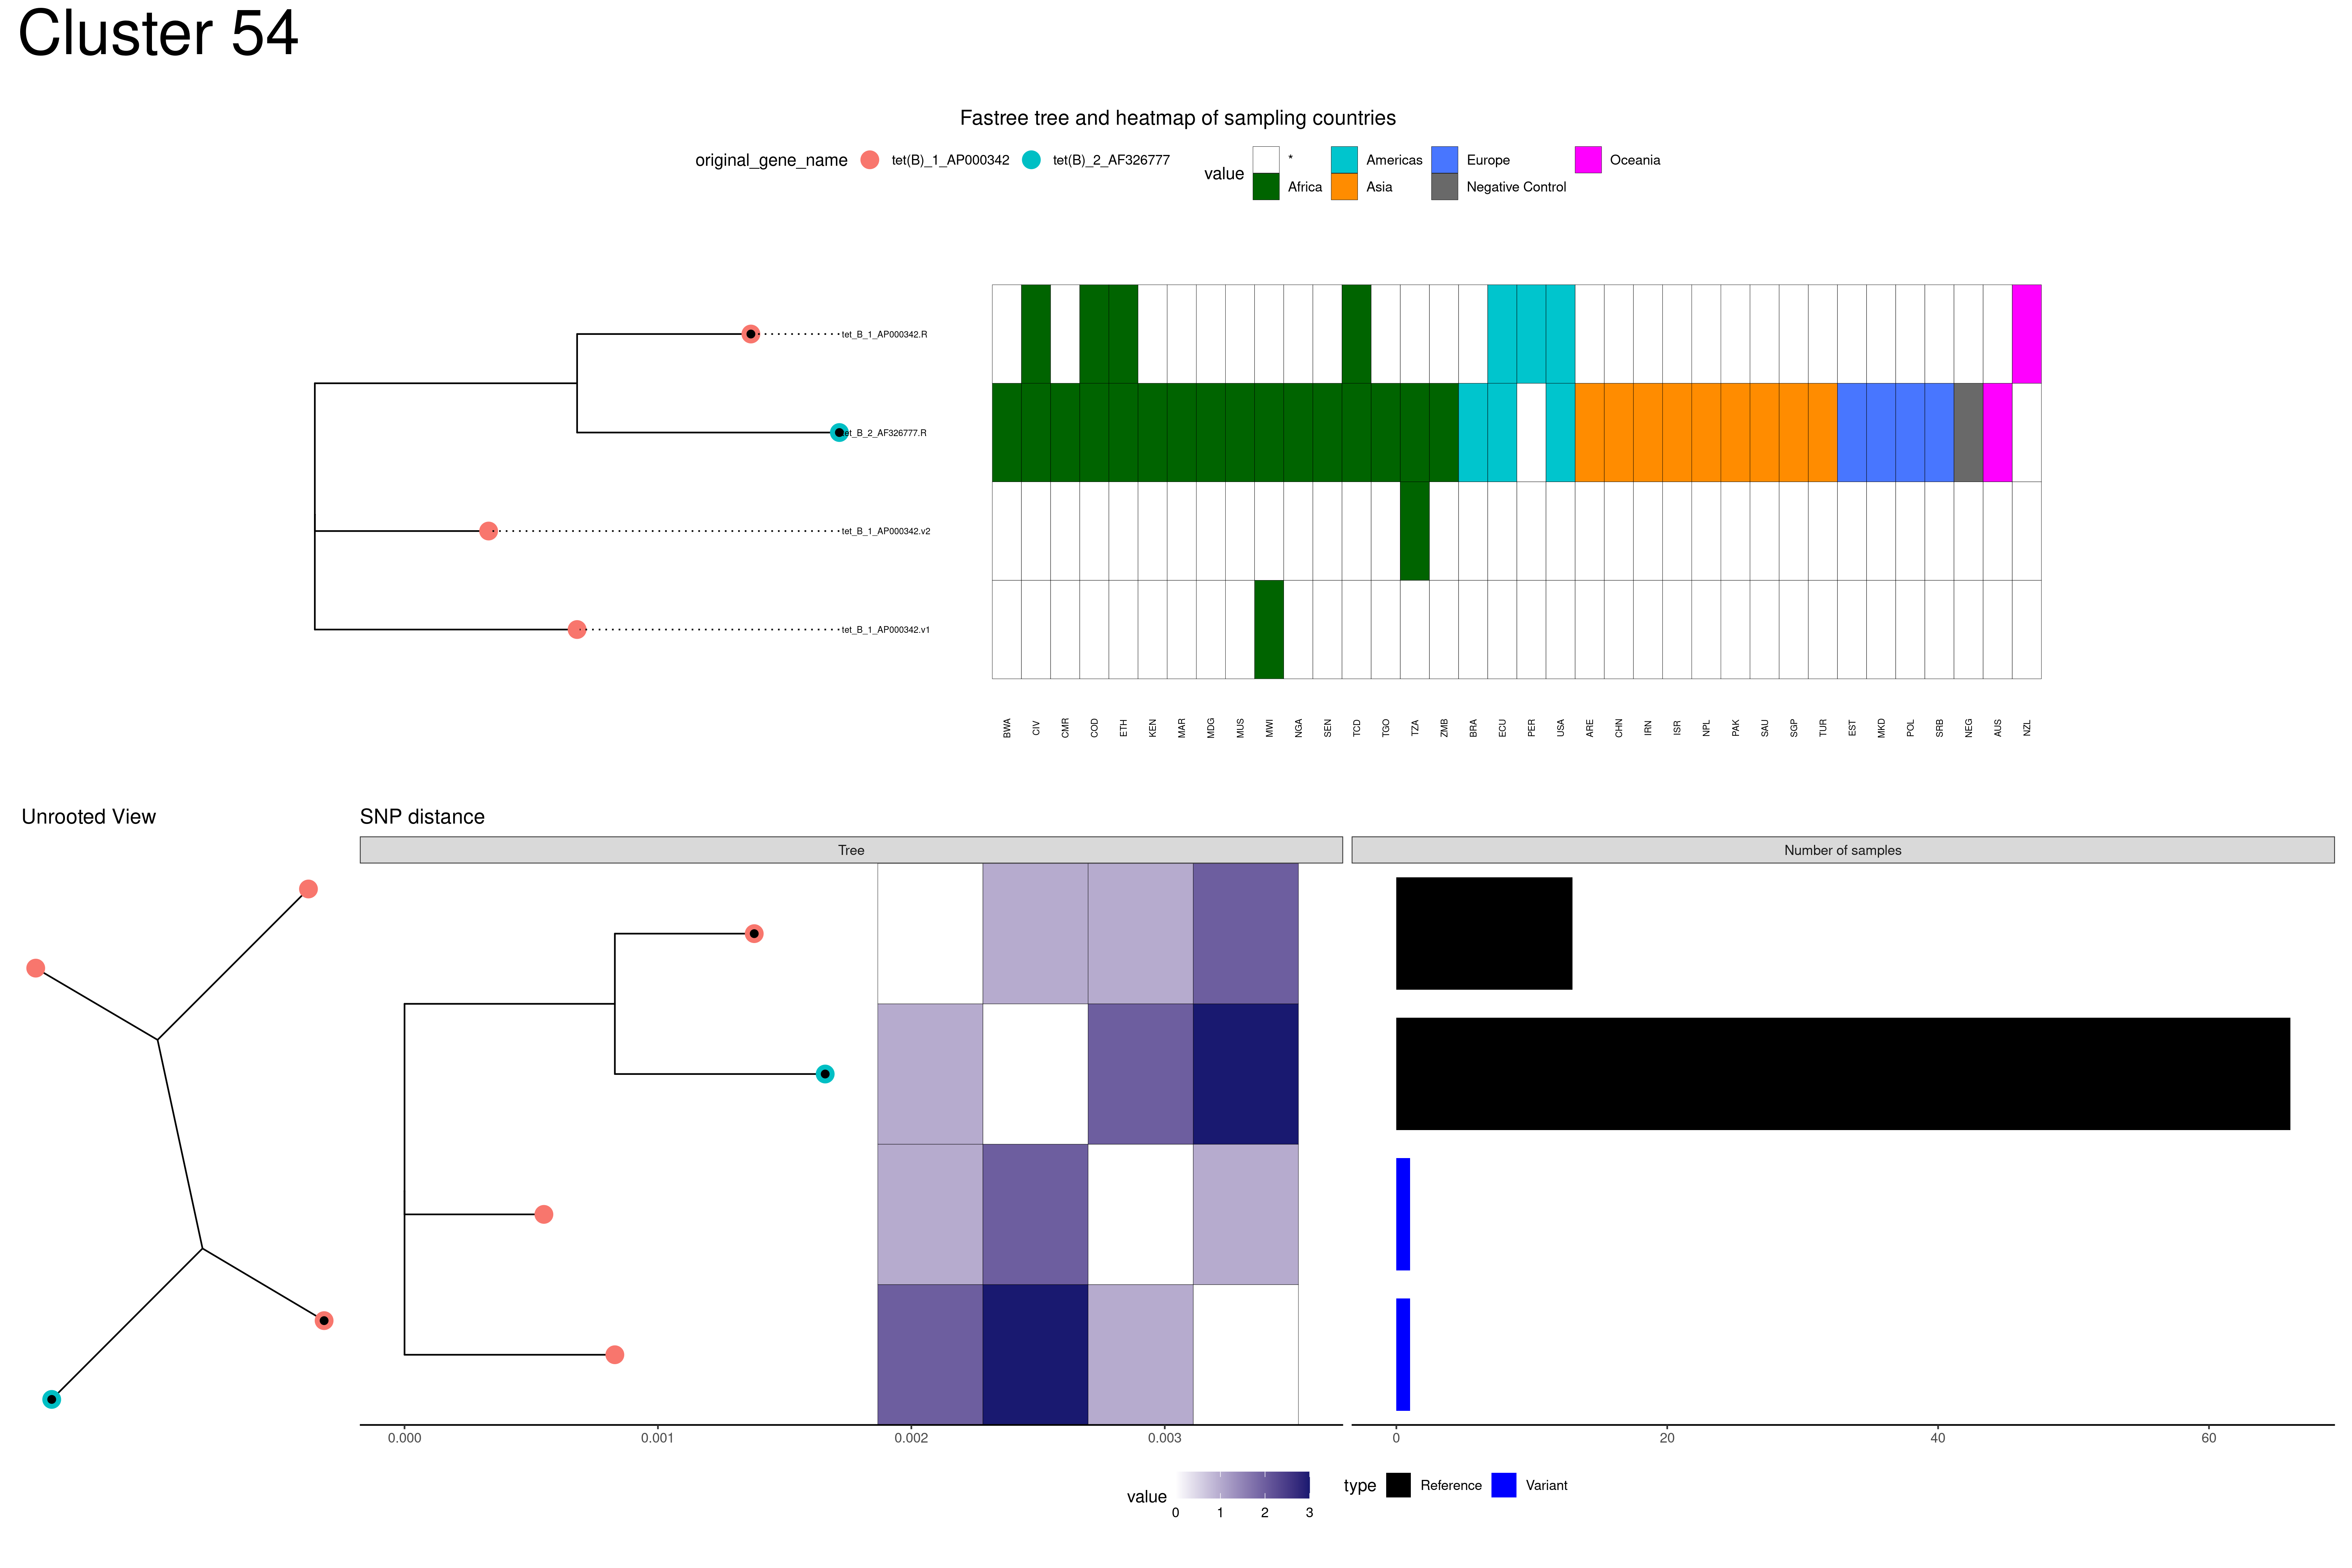 Cluster 54
Fastree tree and heatmap of sampling countries
original_gene_name tet(B)_1_AP000342 tet(B)_2_AF326777
value * Americas Europe Oceania
Africa Asia Negative Control
tet_B_1_AP000342.R
et_B_2_AF326777.R
tet_B_1_AP000342.v2
tet_B_1_AP000342.v1
BWA CIV CMR COD ETH KEN MAR MDG MUS MWI NGA SEN TCD TGO TZA ZMB BRA ECU PER USA ARE CHN IRN ISR NPL PAK SAU SGP TUR EST MKD POL SRB NEG AUS NZL
Unrooted View
SNP distance
Tree
Number of samples
0.000 0.001 0.002 0.003
0 20 40 60
value
0 1 2 3
type Reference Variant